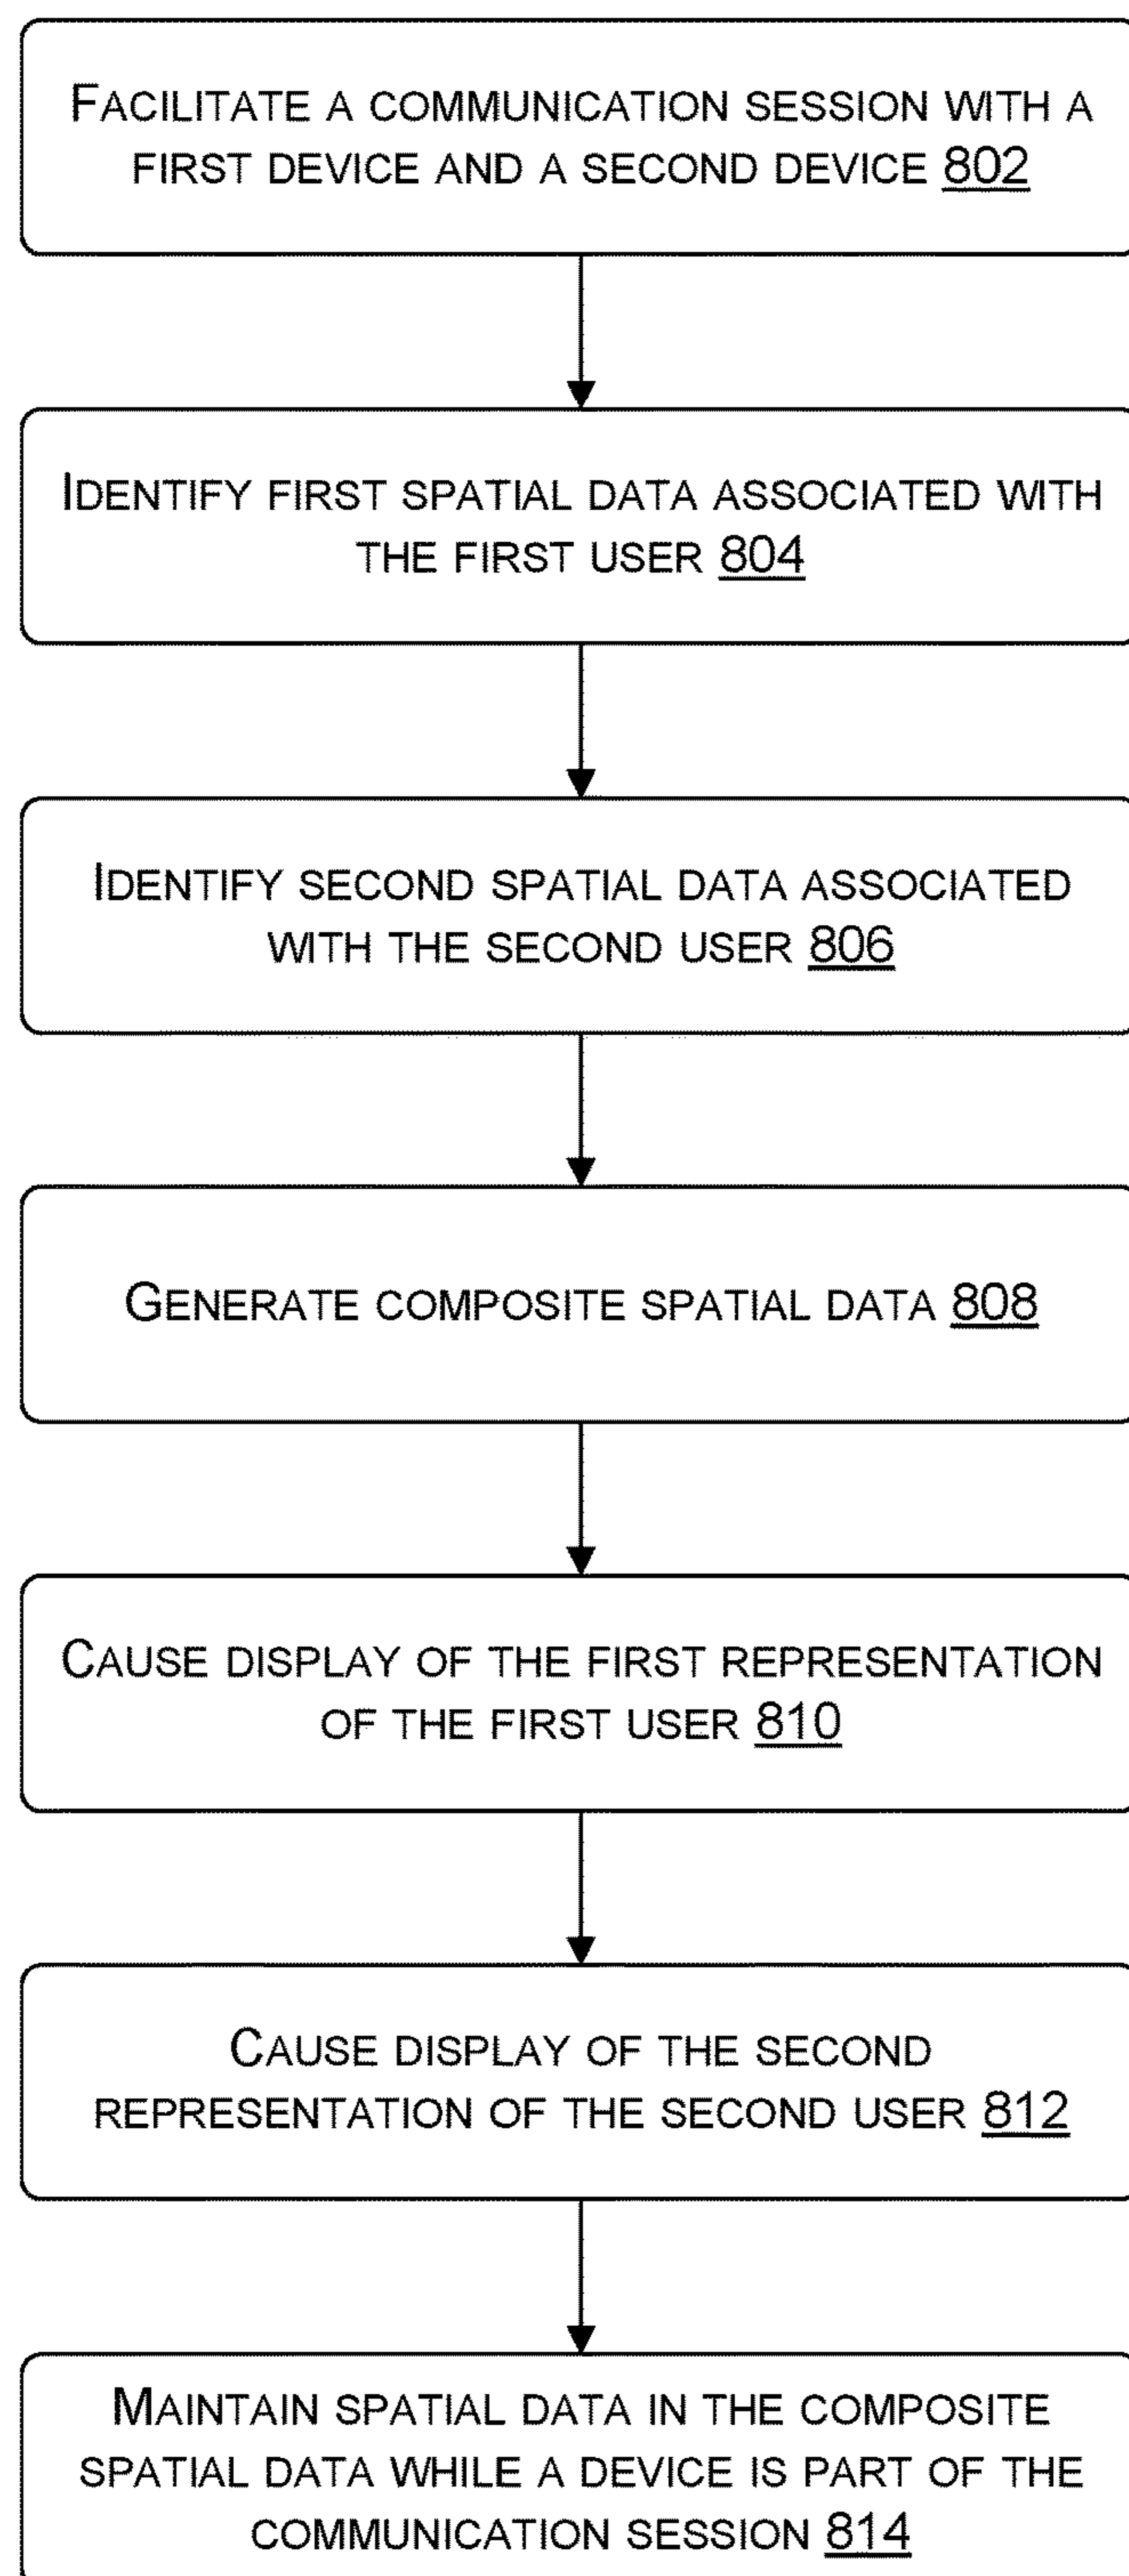 FACILITATE A COMMUNICATION SESSION WITH A
FIRST DEVICE AND A SECOND DEVICE 802
IDENTIFY FIRST SPATIAL DATA ASSOCIATED WITH
THE FIRST USER 804
IDENTIFY SECOND SPATIAL DATA ASSOCIATED
WITH THE SECOND USER 806
GENERATE COMPOSITE SPATIAL DATA 808
CAUSE DISPLAY OF THE FIRST REPRESENTATION
OF THE FIRST USER 810
CAUSE DISPLAY OF THE SECOND
REPRESENTATION OF THE SECOND USER 812
MAINTAIN SPATIAL DATA IN THE COMPOSITE
SPATIAL DATA WHILE A DEVICE IS PART OF THE
COMMUNICATION SESSION 814